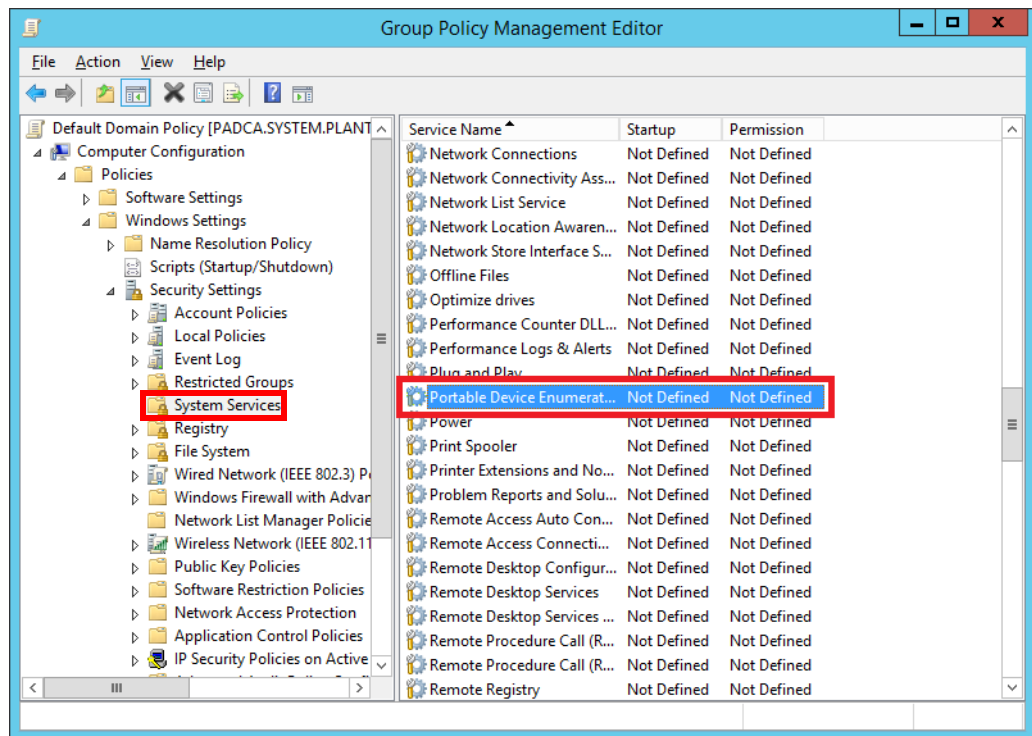 Group Policy Management Editor
File Action View Help
Default Domain Policy [PADCA.SYSTEM.PLANT
Computer Configuration
Policies
Software Settings
Windows Settings
Name Resolution Policy
Scripts (Startup/Shutdown)
Security Settings
Account Policies
Local Policies
Event Log
Restricted Groups
System Services
Registry
File System
Wired Network (IEEE 802.3) P
Windows Firewall with Advan
Network List Manager Policie
Wireless Network (IEEE 802.11
Public Key Policies
Software Restriction Policies
Network Access Protection
Application Control Policies
IP Security Policies on Active
Service Name Startup Permission
Network Connections Not Defined Not Defined
Network Connectivity Ass... Not Defined Not Defined
Network List Service Not Defined Not Defined
Network Location Awaren... Not Defined Not Defined
Network Store Interface S... Not Defined Not Defined
Offline Files Not Defined Not Defined
Optimize drives Not Defined Not Defined
Performance Counter DLL... Not Defined Not Defined
Performance Logs & Alerts Not Defined Not Defined
Plug and Play Not Defined Not Defined
Portable Device Enumerat... Not Defined Not Defined
Power Not Defined Not Defined
Print Spooler Not Defined Not Defined
Printer Extensions and No... Not Defined Not Defined
Problem Reports and Solu... Not Defined Not Defined
Remote Access Auto Con... Not Defined Not Defined
Remote Access Connecti... Not Defined Not Defined
Remote Desktop Configur... Not Defined Not Defined
Remote Desktop Services Not Defined Not Defined
Remote Desktop Services ... Not Defined Not Defined
Remote Procedure Call (R... Not Defined Not Defined
Remote Procedure Call (R... Not Defined Not Defined
Remote Registry Not Defined Not Defined